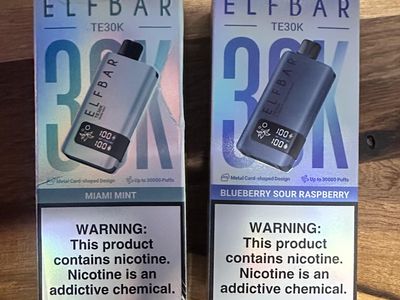 ELFBAR
TE30K
30K
ELFBAR
TE30K
100
100
Metal Card-shaped Design
Up to 30000 Puffs
MIAMI MINT
WARNING:
This product
contains nicotine.
Nicotine is an
addictive chemical.
ELFBAR
TE30K
30K
ELFBAR
100
100
Metal Card-shaped Design
Up to 30000 Puffs
BLUEBERRY SOUR RASPBERRY
WARNING:
This product
contains nicotine.
Nicotine is an
addictive chemical.